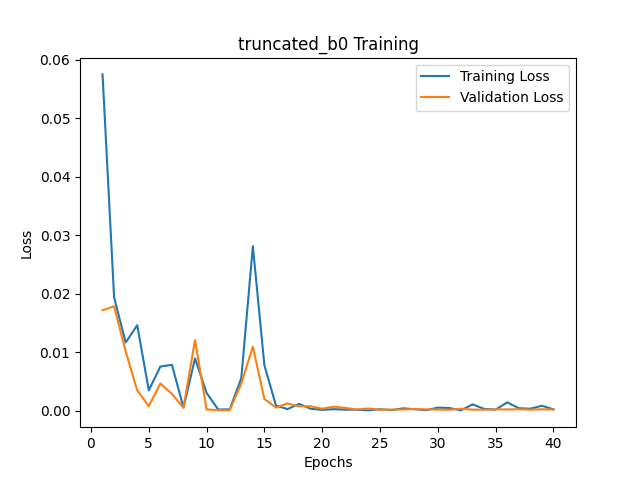 truncated_b0 Training
Training Loss
Validation Loss
0.06
0.05
0.04
0.03
0.02
0.01
0.00
Loss
0 5 10 15 20 25 30 35 40
Epochs